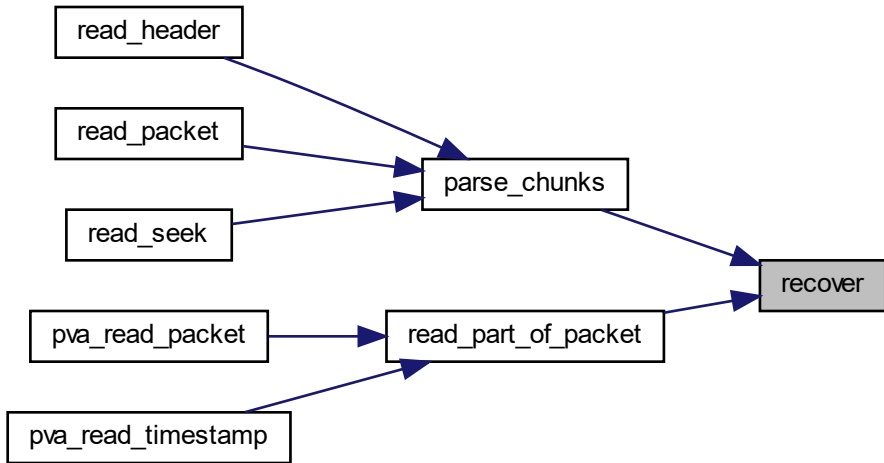 read_header
read_packet
parse_chunks
read_seek
recover
pva_read_packet
read_part_of_packet
pva_read_timestamp